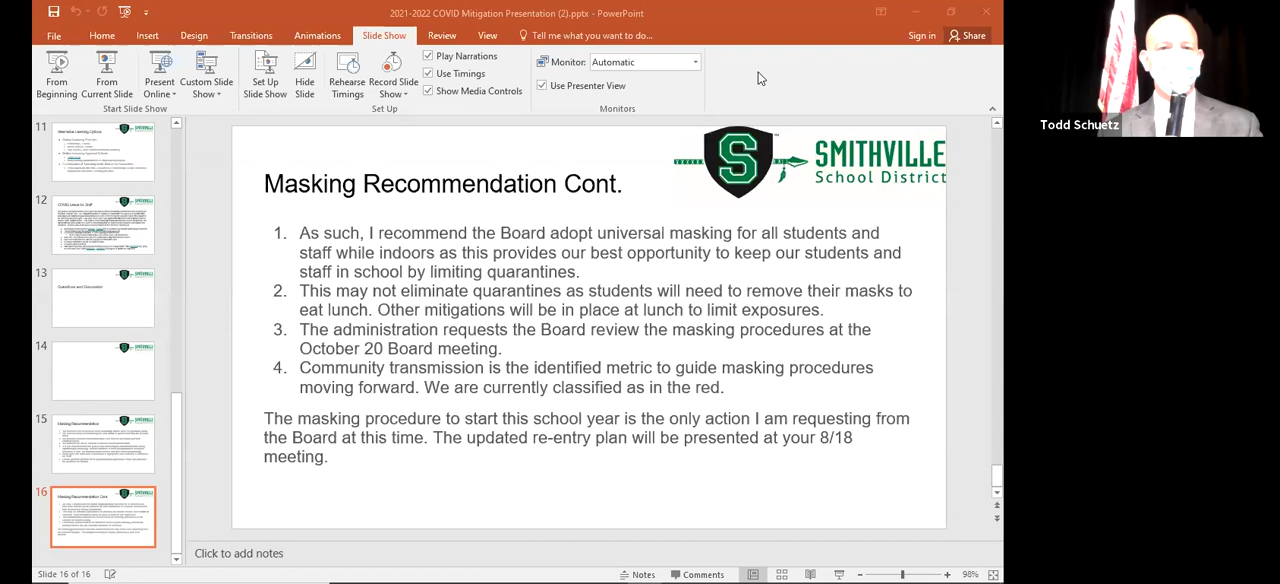 2021-2022 COVID Mitigation Presentation (2).pptx - PowerPoint
File Home Insert Design Transitions Animations Slide Show Review View Tell me what you want to do... Sign in Share
From Beginning
From Current Slide
Present Online
Custom Slide Show
Start Slide Show
Set Up Slide Show
Hide Slide
Rehearse Timings
Record Slide Show
Play Narrations
Use Timings
Show Media Controls
Set Up
Monitor: Automatic
Use Presenter View
Monitors
Todd Schuetz
11
12
13
Questions and Discussion
14
15
Masking Recommendation
16
Masking Recommendation Cont.
S
SMITHVILLE
School District
Masking Recommendation Cont.
1. As such, I recommend the Board adopt universal masking for all students and
staff while indoors as this provides our best opportunity to keep our students and
staff in school by limiting quarantines.
2. This may not eliminate quarantines as students will need to remove their masks to
eat lunch. Other mitigations will be in place at lunch to limit exposures.
3. The administration requests the Board review the masking procedures at the
October 20 Board meeting.
4. Community transmission is the identified metric to guide masking procedures
moving forward. We are currently classified as in the red.
The masking procedure to start this school year is the only action I am requesting from
the Board at this time. The updated re-entry plan will be presented at your 8/18
meeting.
Click to add notes
Slide 16 of 16 Notes Comments 98%